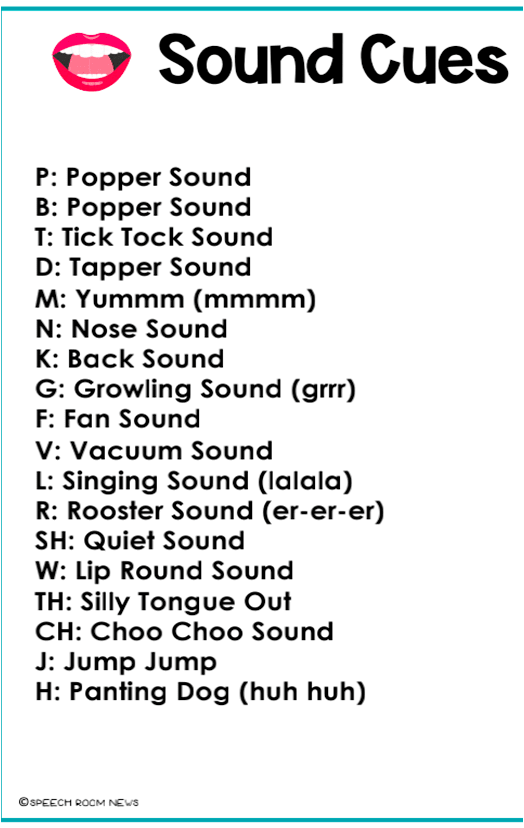 Sound Cues
P: Popper Sound
B: Popper Sound
T: Tick Tock Sound
D: Tapper Sound
M: Yummm (mmmm)
N: Nose Sound
K: Back Sound
G: Growling Sound (grrr)
F: Fan Sound
V: Vacuum Sound
L: Singing Sound (lalala)
R: Rooster Sound (er-er-er)
SH: Quiet Sound
W: Lip Round Sound
TH: Silly Tongue Out
CH: Choo Choo Sound
J: Jump Jump
H: Panting Dog (huh huh)
©SPEECH ROOM NEWS